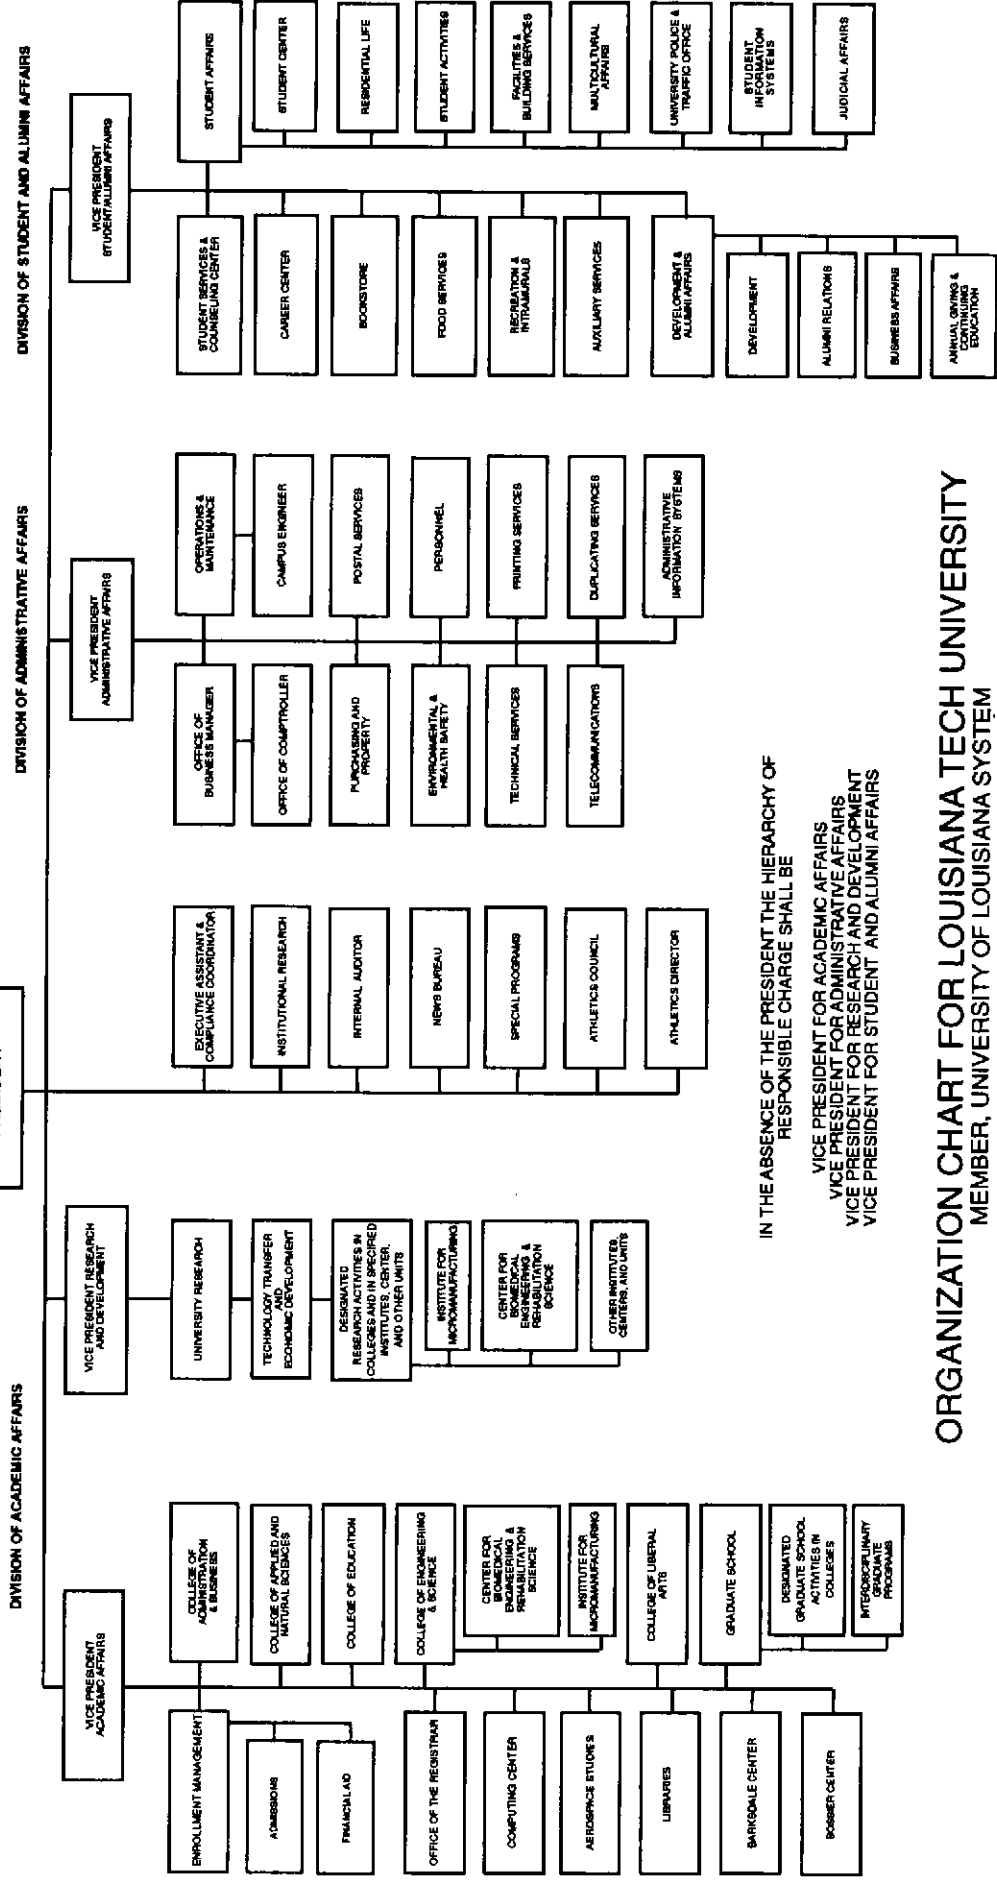 DIVISION OF ACADEMIC AFFAIRS
DIVISION OF ADMINISTRATIVE AFFAIRS
DIVISION OF STUDENT AND ALUMNI AFFAIRS
VICE PRESIDENT
ACADEMIC AFFAIRS
VICE PRESIDENT RESEARCH
AND DEVELOPMENT
VICE PRESIDENT
ADMINISTRATIVE AFFAIRS
VICE PRESIDENT
STUDENT/ALUMNI AFFAIRS
ENROLLMENT MANAGEMENT
ADMISSIONS
FINANCIAL AID
OFFICE OF THE REGISTRAR
COMPUTING CENTER
AEROSPACE STUDIES
LIBRARIES
BARKSDALE CENTER
BOSSIER CENTER
COLLEGE OF
ADMINISTRATION
& BUSINESS
COLLEGE OF APPLIED AND
NATURAL SCIENCES
COLLEGE OF EDUCATION
COLLEGE OF ENGINEERING
& SCIENCE
CENTER FOR
BIOMEDICAL
ENGINEERING &
REHABILITATION
SCIENCE
INSTITUTE FOR
MICROMANUFACTURING
COLLEGE OF LIBERAL
ARTS
GRADUATE SCHOOL
DESIGNATED
GRADUATE SCHOOL
ACTIVITIES IN
COLLEGES
INTERDISCIPLINARY
GRADUATE
PROGRAMS
UNIVERSITY RESEARCH
TECHNOLOGY TRANSFER
AND
ECONOMIC DEVELOPMENT
DESIGNATED
RESEARCH ACTIVITIES IN
COLLEGES AND IN SPECIFIED
INSTITUTES, CENTER,
AND OTHER UNITS
INSTITUTE FOR
MICROMANUFACTURING
CENTER FOR
BIOMEDICAL
ENGINEERING &
REHABILITATION
SCIENCE
OTHER INSTITUTES,
CENTERS, AND UNITS
EXECUTIVE ASSISTANT &
COMPLIANCE COORDINATOR
INSTITUTIONAL RESEARCH
INTERNAL AUDITOR
NEWS BUREAU
SPECIAL PROGRAMS
ATHLETICS COUNCIL
ATHLETICS DIRECTOR
OFFICE OF
BUSINESS MANAGER
OFFICE OF COMPTROLLER
PURCHASING AND
PROPERTY
ENVIRONMENTAL &
HEALTH SAFETY
TECHNICAL SERVICES
TELECOMMUNICATIONS
OPERATIONS &
MAINTENANCE
CAMPUS ENGINEER
POSTAL SERVICES
PERSONNEL
PRINTING SERVICES
DUPLICATING SERVICES
ADMINISTRATIVE
INFORMATION SYSTEMS
STUDENT SERVICES &
COUNSELING CENTER
CAREER CENTER
BOOKSTORE
FOOD SERVICES
RECREATION &
INTRAMURALS
AUXILIARY SERVICES
DEVELOPMENT &
ALUMNI AFFAIRS
DEVELOPMENT
ALUMNI RELATIONS
BUSINESS AFFAIRS
ANNUAL GIVING &
CONTINUING
EDUCATION
STUDENT AFFAIRS
STUDENT CENTER
RESIDENTIAL LIFE
STUDENT ACTIVITIES
FACILITIES &
BUILDING SERVICES
MULTICULTURAL
AFFAIRS
UNIVERSITY POLICE &
TRAFFIC OFFICE
STUDENT
INFORMATION
SYSTEMS
JUDICIAL AFFAIRS
IN THE ABSENCE OF THE PRESIDENT THE HIERARCHY OF
RESPONSIBLE CHARGE SHALL BE
VICE PRESIDENT FOR ACADEMIC AFFAIRS
VICE PRESIDENT FOR ADMINISTRATIVE AFFAIRS
VICE PRESIDENT FOR RESEARCH AND DEVELOPMENT
VICE PRESIDENT FOR STUDENT AND ALUMNI AFFAIRS
ORGANIZATION CHART FOR LOUISIANA TECH UNIVERSITY
MEMBER, UNIVERSITY OF LOUISIANA SYSTEM